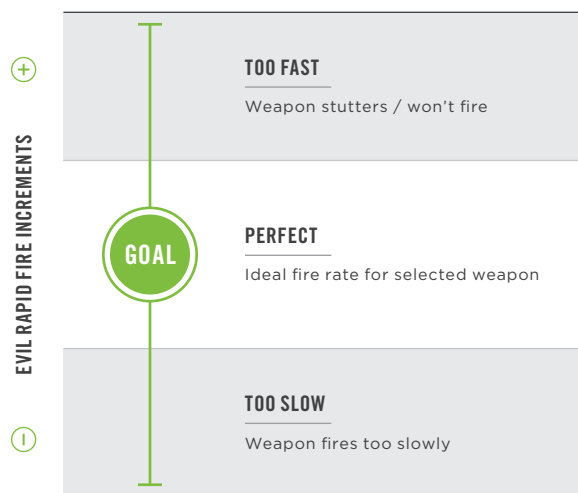 EVIL RAPID FIRE INCREMENTS
+
TOO FAST
Weapon stutters / won’t fire
GOAL
PERFECT
Ideal fire rate for selected weapon
TOO SLOW
Weapon fires too slowly